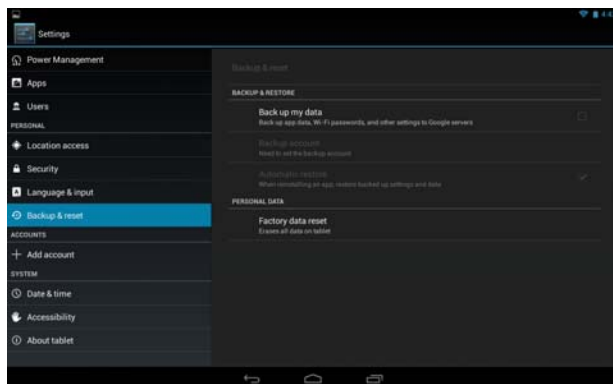 4:4
Settings
Power Management
Apps
Users
PERSONAL
Location access
Security
Language & input
Backup & reset
ACCOUNTS
Add account
SYSTEM
Date & time
Accessibility
About tablet
Backup & reset
BACKUP & RESTORE
Back up my data
Back up app data, Wi-Fi passwords, and other settings to Google servers
Backup account
Need to set the backup account
Automatic restore
When reinstalling an app, restore backed up settings and data
PERSONAL DATA
Factory data reset
Erases all data on tablet